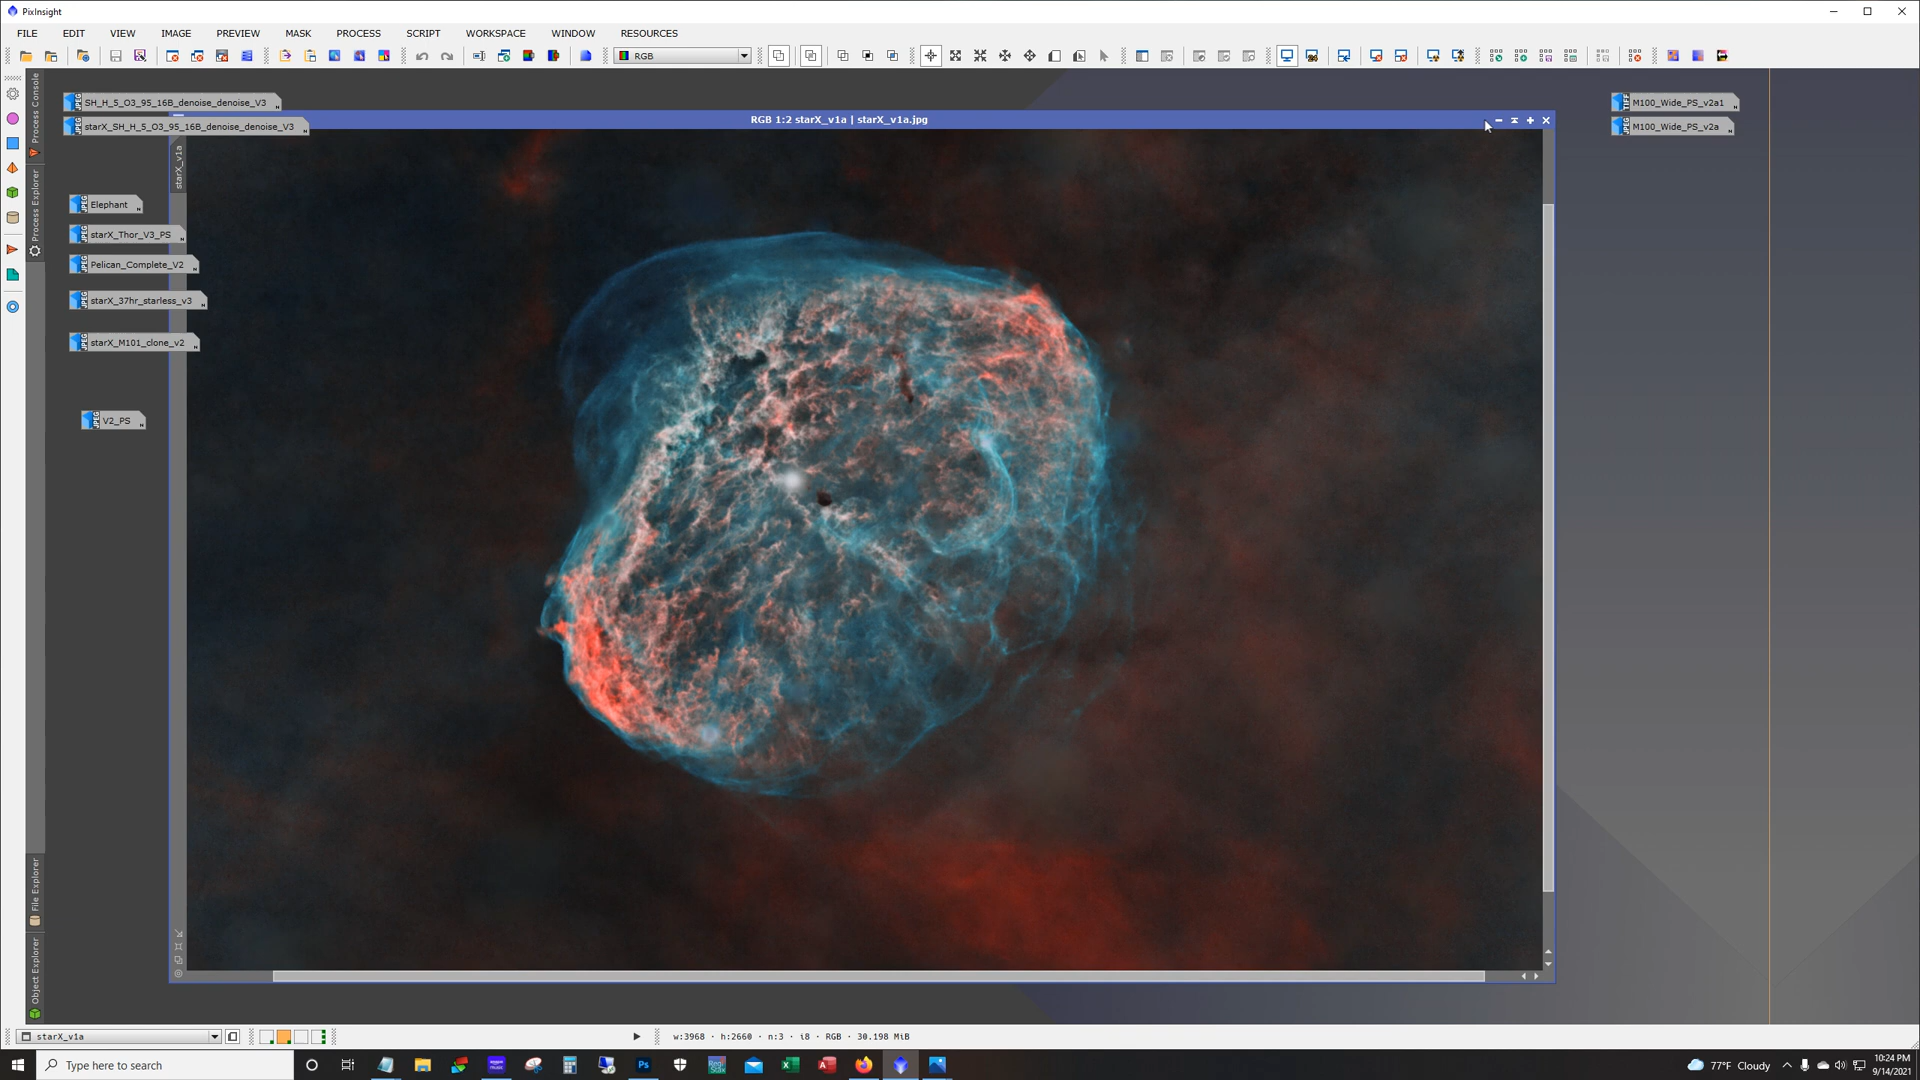 PixInsight
FILE EDIT VIEW IMAGE PREVIEW MASK PROCESS SCRIPT WORKSPACE WINDOW RESOURCES
RGB
Process Console
Process Explorer
File Explorer
Object Explorer
SH_H_5_O3_95_16B_denoise_denoise_V3
starX_SH_H_5_O3_95_16B_denoise_denoise_V3
Elephant
starX_Thor_V3_PS
Pelican_Complete_V2
starX_37hr_starless_v3
starX_M101_clone_v2
V2_PS
RGB 1:2 starX_v1a | starX_v1a.jpg
starX_v1a
M100_Wide_PS_v2a1
M100_Wide_PS_v2a
starX_v1a
w:3968 · h:2660 · n:3 · i8 · RGB · 30.198 MiB
Type here to search
Ps
77°F Cloudy
10:24 PM
9/14/2021